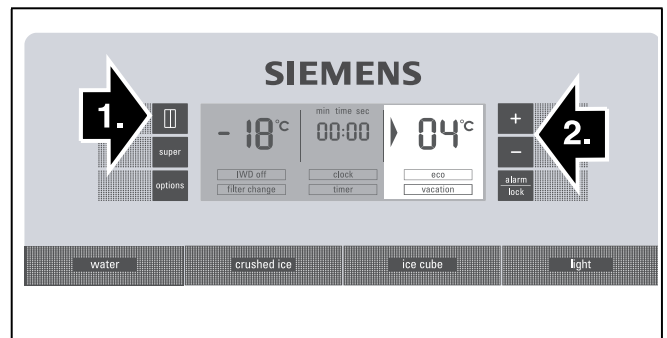 SIEMENS
1.
2.
super
options
min time sec
- 18°C
00:00
04°C
IWD off
clock
eco
filter change
timer
vacation
+
−
alarm
lock
water
crushed ice
ice cube
light